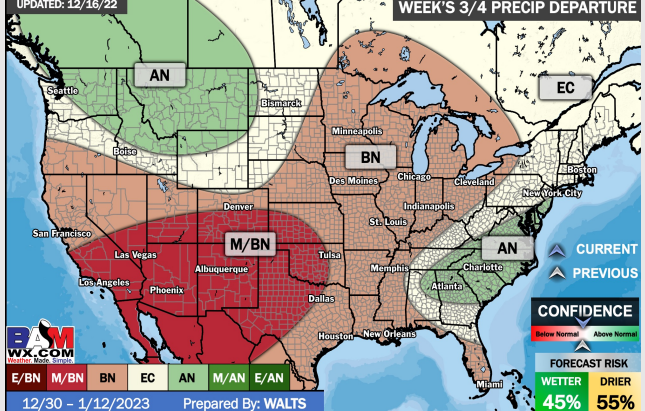 UPDATED: 12/16/22
WEEK'S 3/4 PRECIP DEPARTURE
AN
EC
Seattle
Bismarck
Minneapolis
Boise
BN
Boston
Des Moines
Chicago
Cleveland
New York City
Denver
Indianapolis
San Francisco
St. Louis
M/BN
AN
CURRENT
Las Vegas
Tulsa
Memphis
Charlotte
Albuquerque
PREVIOUS
Los Angeles
Phoenix
Atlanta
Dallas
CONFIDENCE
Houston
New Orleans
Below Normal
Above Normal
BAM
WX.COM
Weather. Made. Simple.
FORECAST RISK
E/BN
M/BN
BN
EC
AN
M/AN
E/AN
Miami
WETTER
DRIER
45%
55%
12/30 – 1/12/2023
Prepared By: WALTS